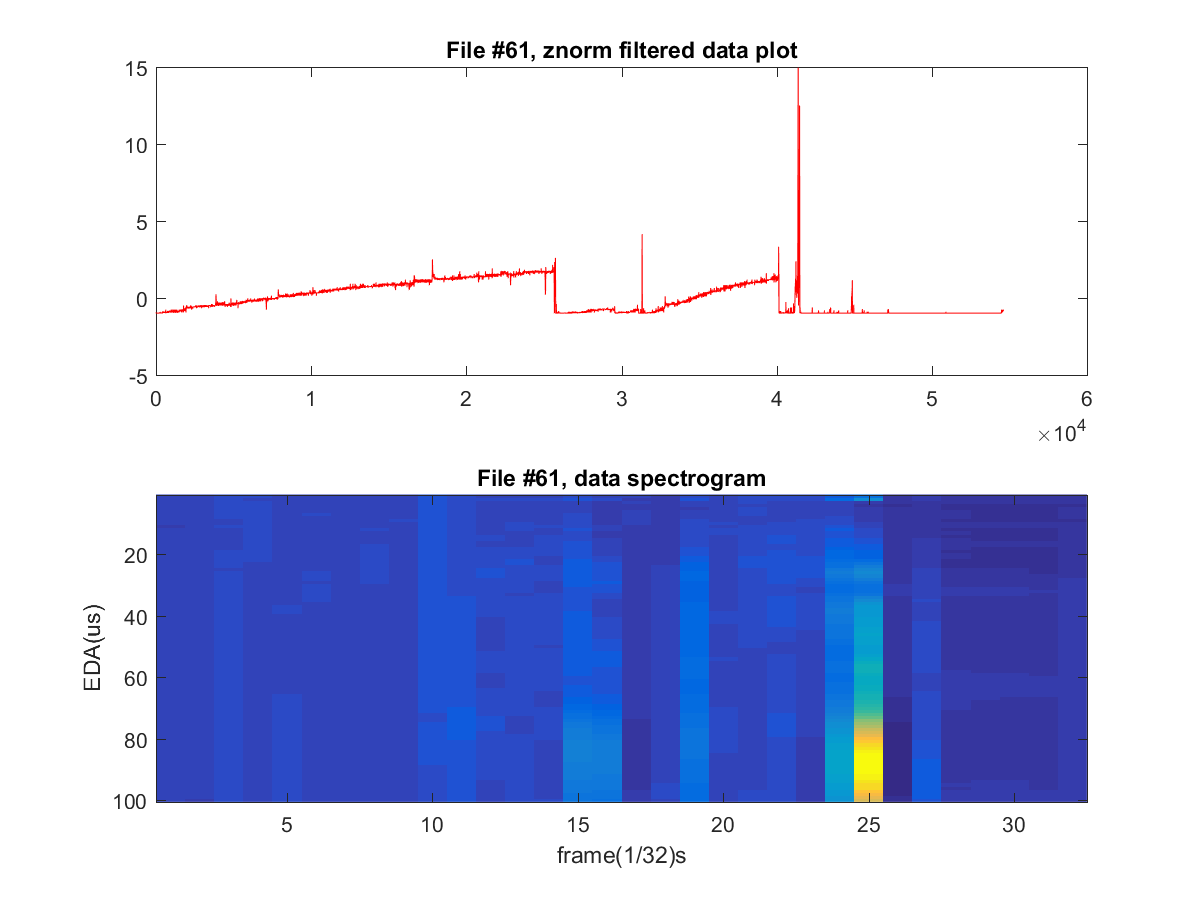 File #61, znorm filtered data plot
15
10
5
0
-5
0 1 2 3 4 5 6
×10^4
File #61, data spectrogram
20
40
60
80
100
EDA(us)
5 10 15 20 25 30
frame(1/32)s